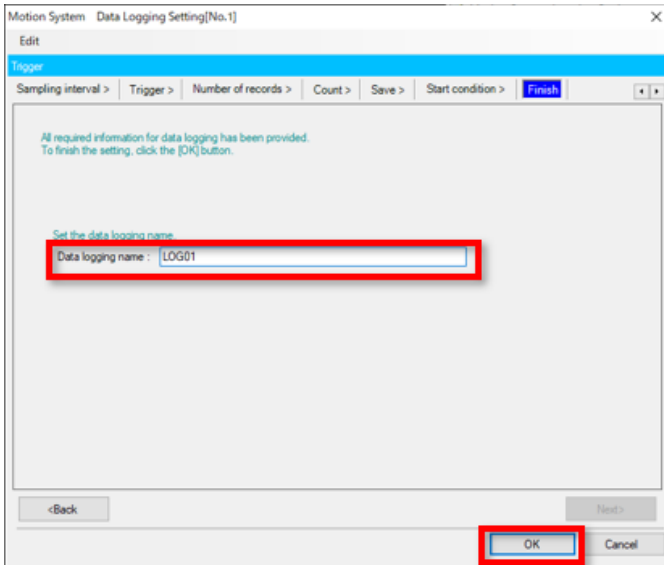 Motion System Data Logging Setting[No.1]
Edit
Trigger
Sampling interval > Trigger > Number of records > Count > Save > Start condition > Finish
All required information for data logging has been provided.
To finish the setting, click the [OK] button.
Set the data logging name.
Data logging name : LOG01
<Back Next>
OK Cancel